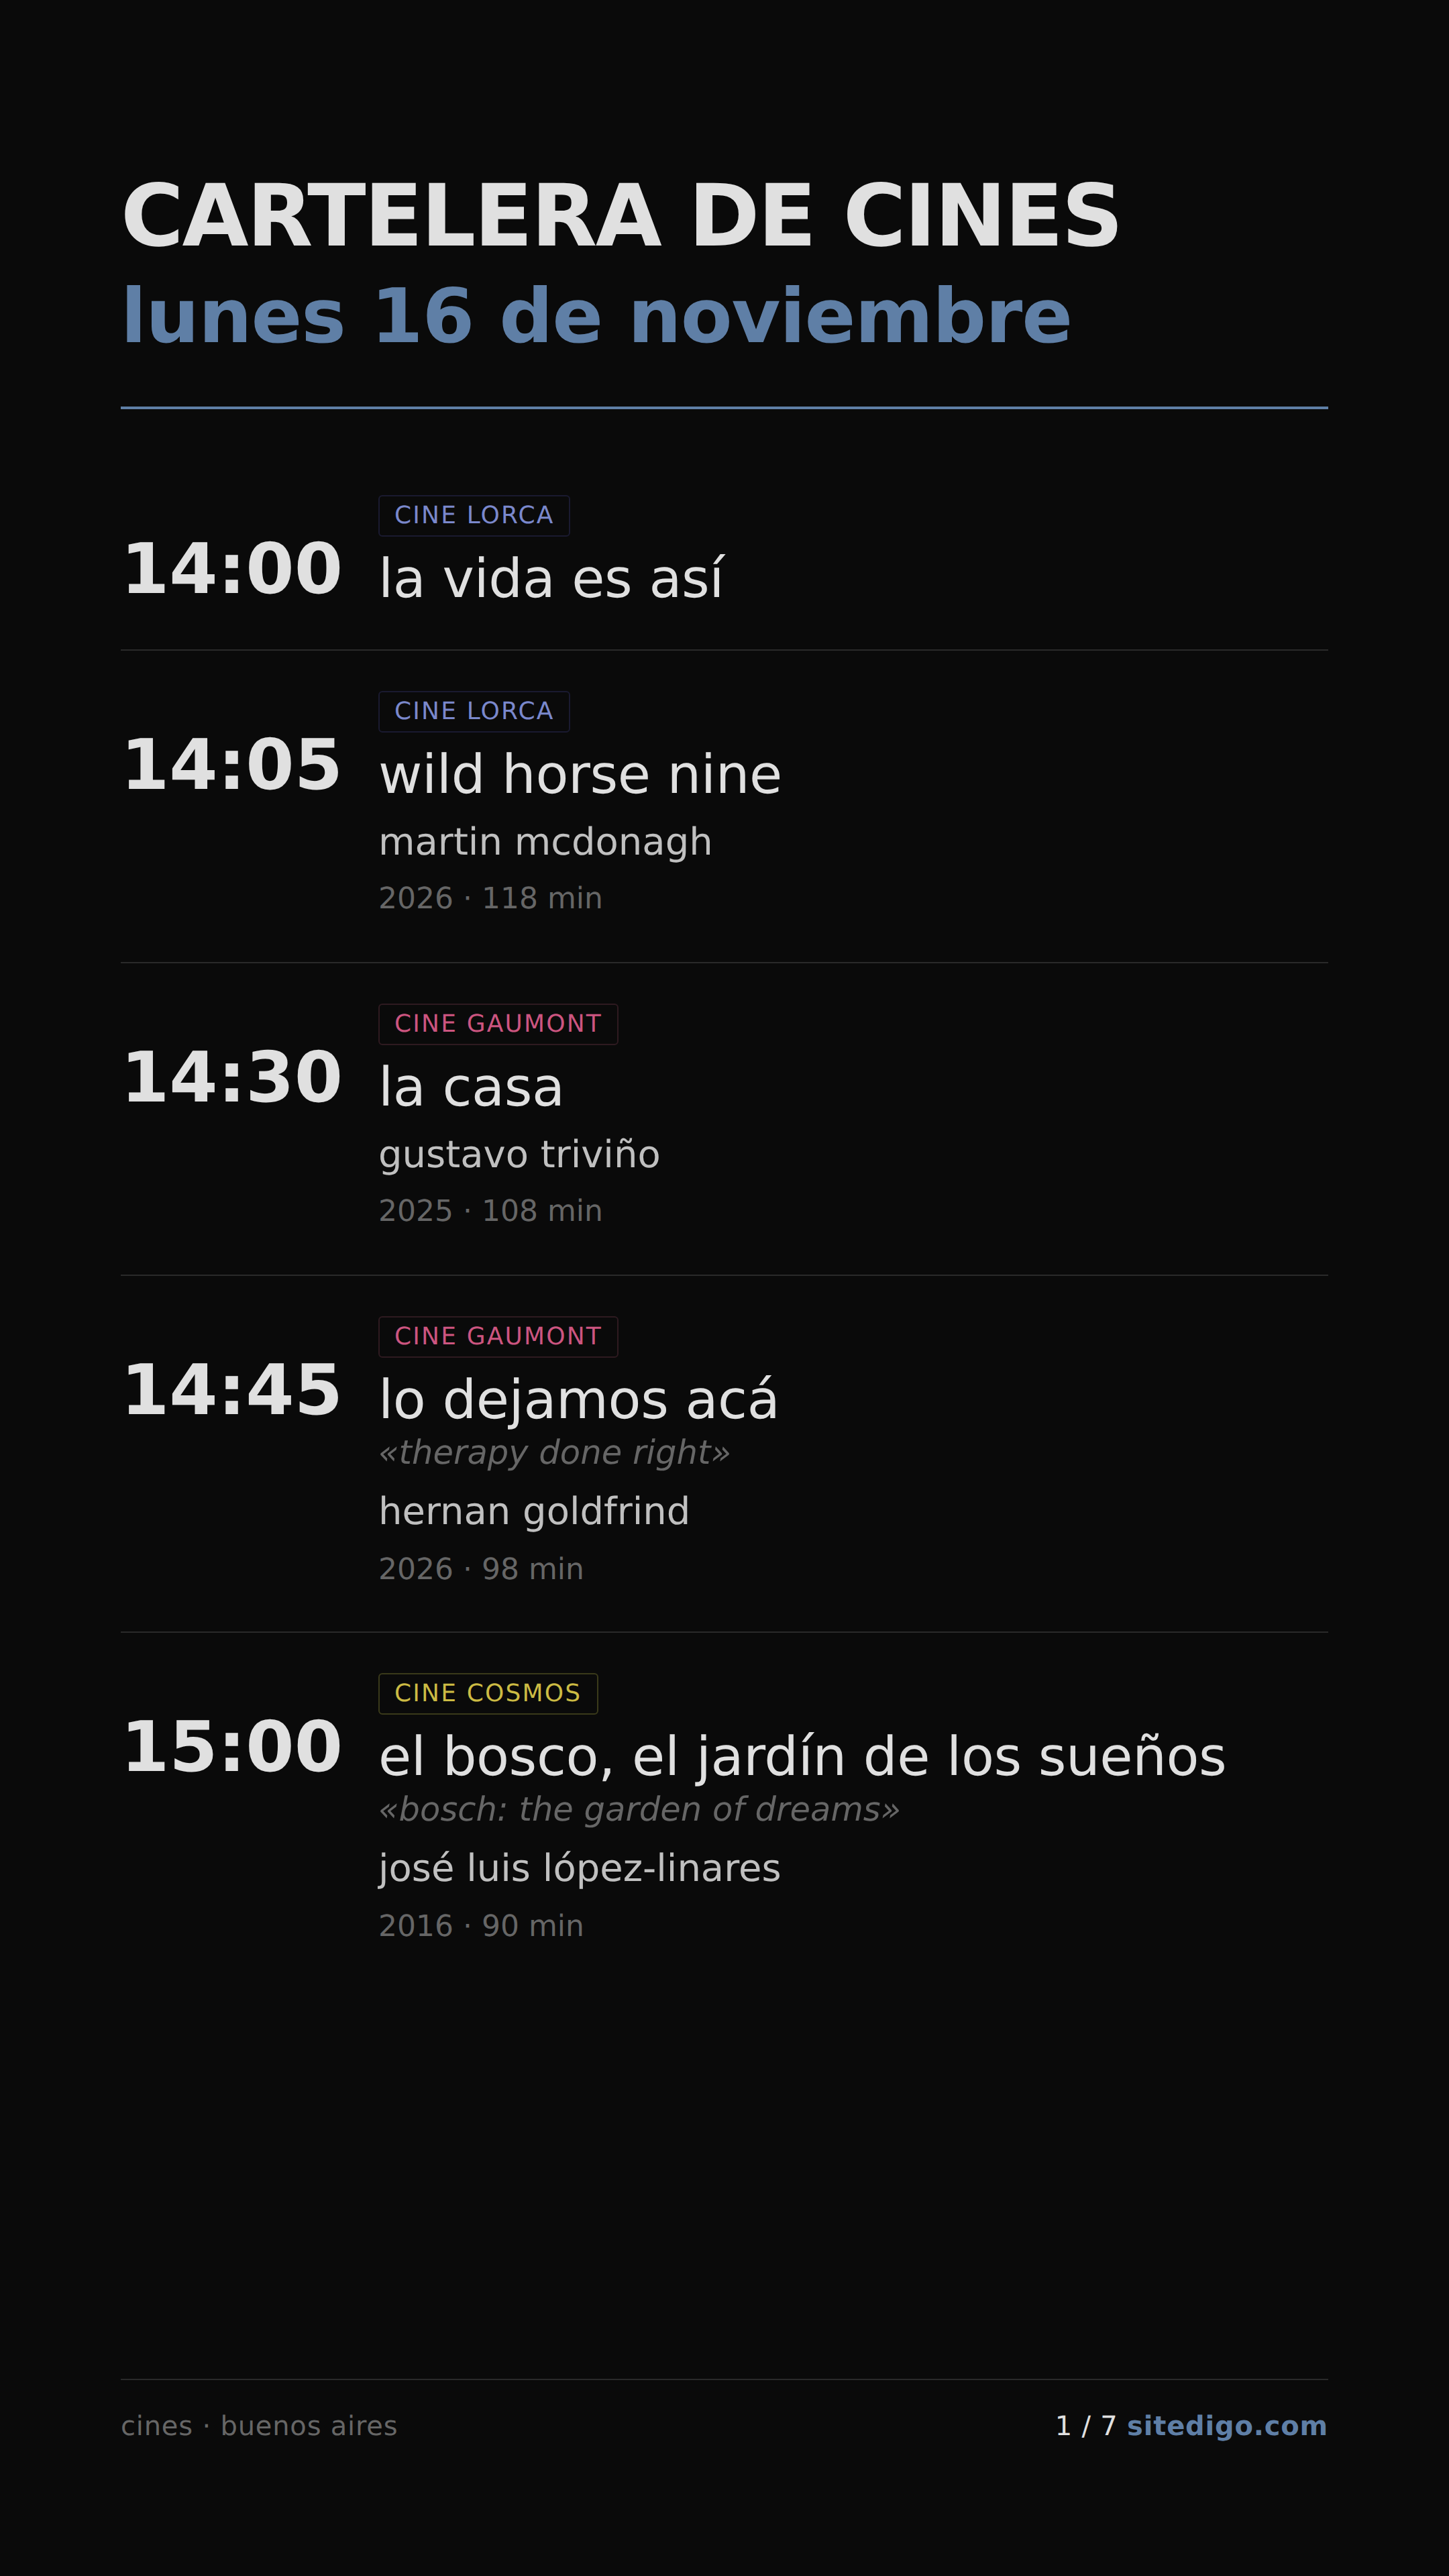 CARTELERA DE CINES
lunes 16 de noviembre
CINE LORCA
14:00 la vida es así
CINE LORCA
14:05 wild horse nine
martin mcdonagh
2026 · 118 min
CINE GAUMONT
14:30 la casa
gustavo triviño
2025 · 108 min
CINE GAUMONT
14:45 lo dejamos acá
«therapy done right»
hernan goldfrind
2026 · 98 min
CINE COSMOS
15:00 el bosco, el jardín de los sueños
«bosch: the garden of dreams»
josé luis lópez-linares
2016 · 90 min
cines · buenos aires 1 / 7 sitedigo.com